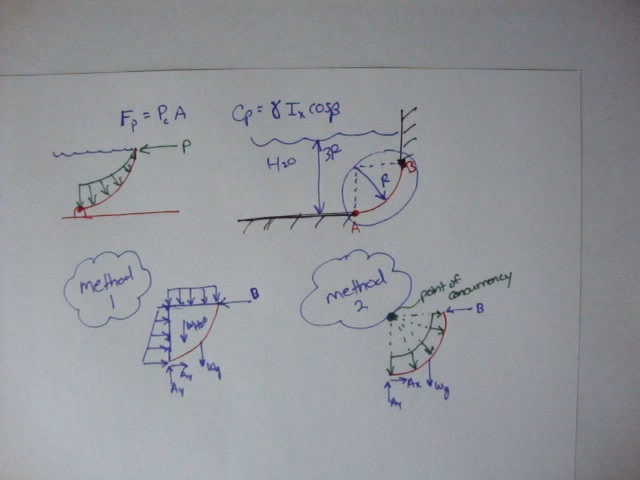 Fp = Pc A
Cp = γ Ix cosβ
P
H2O
3R
R
B
A
method
1
B
WH2O
Ax
Ay
Wg
method
2
point of
concurrency
B
Ax
Ay
Wg